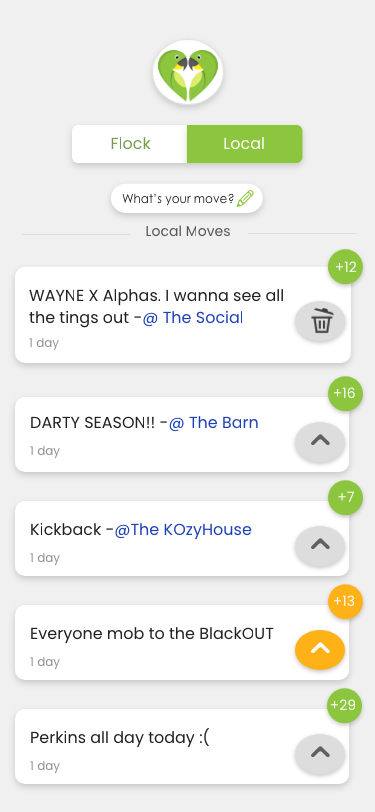 Flock
Local
What's your move?
Local Moves
+12
WAYNE X Alphas. I wanna see all
the tings out -@ The Social
1 day
+16
DARTY SEASON!! -@ The Barn
1 day
+7
Kickback -@The KOzyHouse
1 day
+13
Everyone mob to the BlackOUT
1 day
+29
Perkins all day today :(
1 day